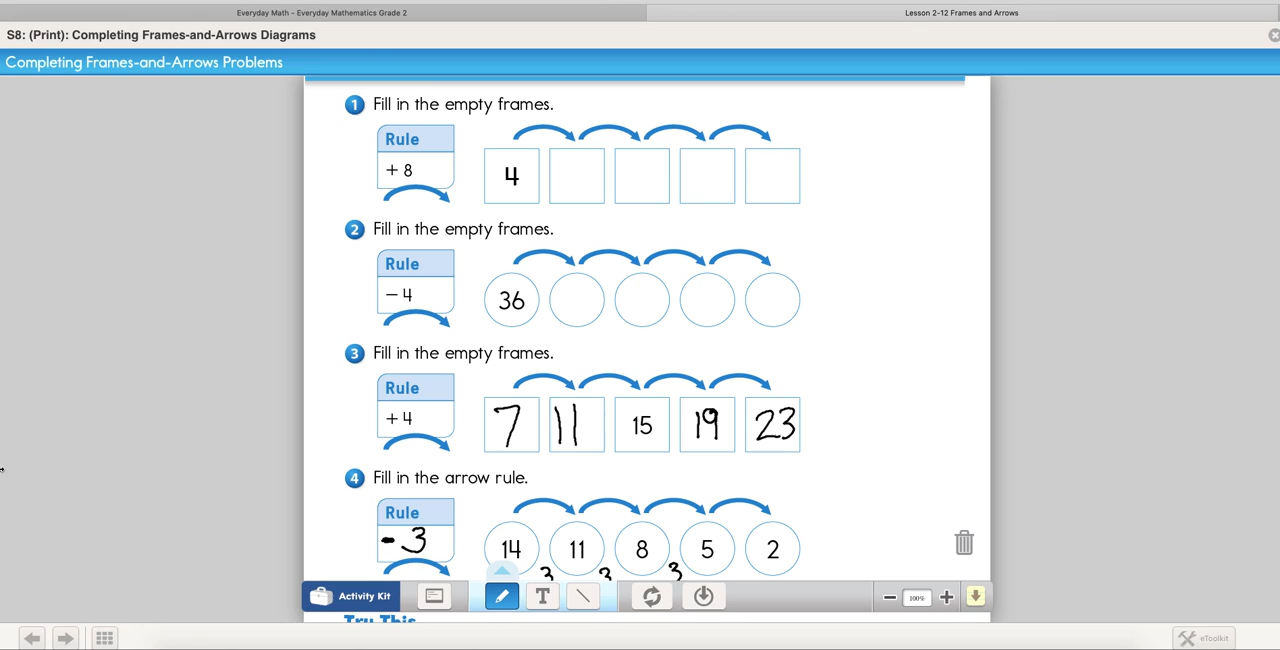 Everyday Math - Everyday Mathematics Grade 2 Lesson 2-12 Frames and Arrows
S8: (Print): Completing Frames-and-Arrows Diagrams
Completing Frames-and-Arrows Problems
1 Fill in the empty frames.
Rule
+ 8 4
2 Fill in the empty frames.
Rule
− 4 36
3 Fill in the empty frames.
Rule
+ 4 7 11 15 19 23
4 Fill in the arrow rule.
Rule
- 3 14 11 8 5 2
3 3 3
Activity Kit T 100%
Try This
eToolkit